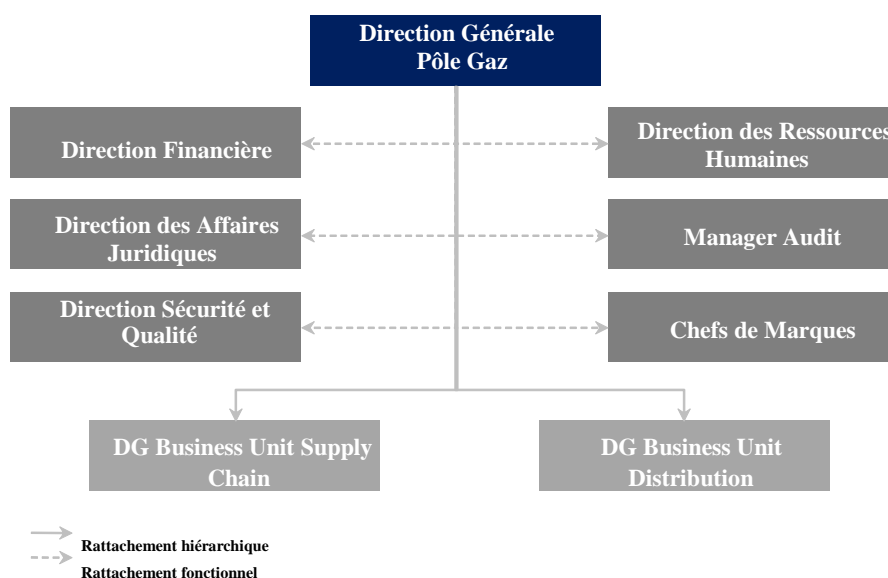 Direction Générale
Pôle Gaz
Direction Financière
Direction des Ressources
Humaines
Direction des Affaires
Juridiques
Manager Audit
Direction Sécurité et
Qualité
Chefs de Marques
DG Business Unit Supply
Chain
DG Business Unit
Distribution
Rattachement hiérarchique
Rattachement fonctionnel